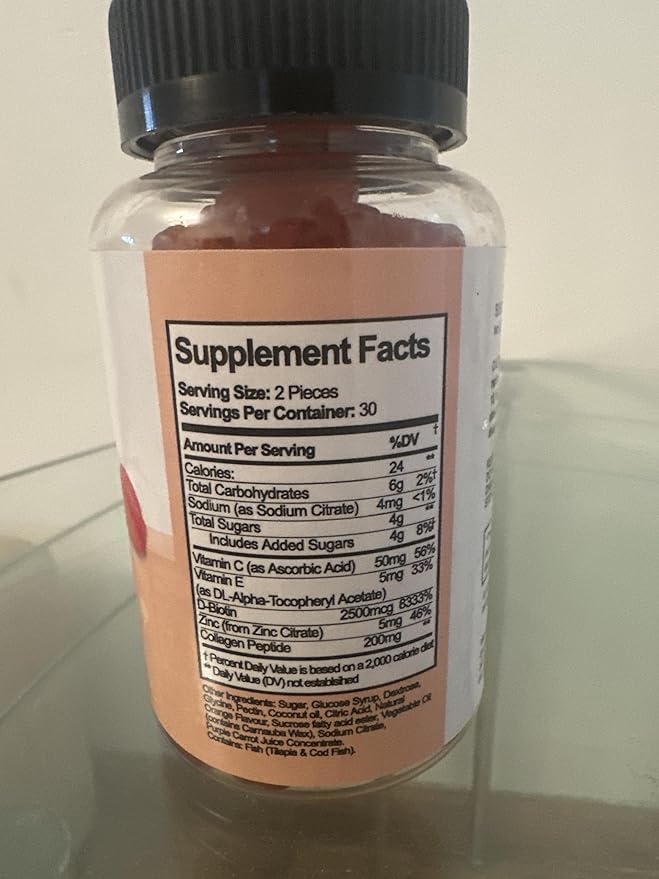 Supplement Facts
Serving Size: 2 Pieces
Servings Per Container: 30
Amount Per Serving %DV †
Calories: 24 **
Total Carbohydrates 6g 2%†
Sodium (as Sodium Citrate) 4mg <1%
Total Sugars 4g **
Includes Added Sugars 4g 8%‡
Vitamin C (as Ascorbic Acid) 50mg 56%
Vitamin E 5mg 33%
(as DL-Alpha-Tocopheryl Acetate)
D-Biotin 2500mcg 8333%
Zinc (from Zinc Citrate) 5mg 46%
Collagen Peptide 200mg **
† Percent Daily Value is based on a 2,000 calorie diet
** Daily Value (DV) not established
Other Ingredients: Sugar, Glucose Syrup, Dextrose,
Glycine, Pectin, Coconut oil, Citric Acid, Natural
Orange Flavour, Sucrose fatty acid ester, Vegetable Oil
(contains Carnauba Wax), Sodium Citrate,
Purple Carrot Juice Concentrate.
Contains: Fish (Tilapia & Cod Fish).